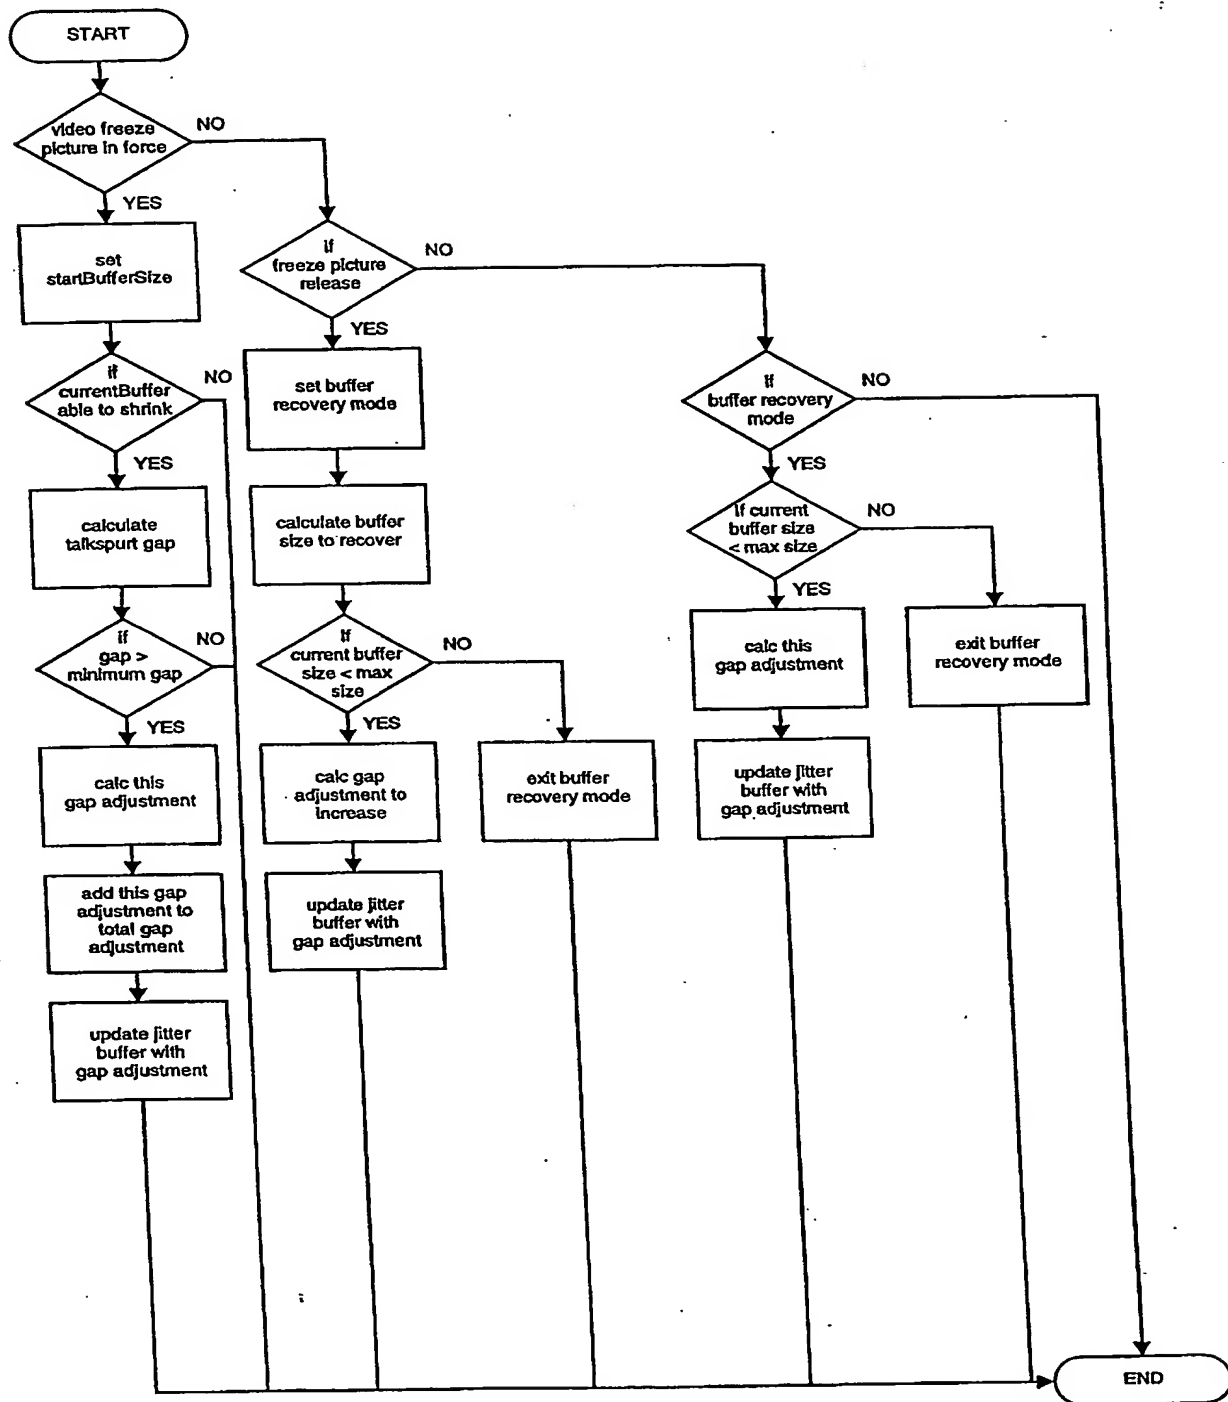 START
video freeze
picture in force
NO
YES
set
startBufferSize
if
currentBuffer
able to shrink
NO
YES
calculate
talkspurt gap
if
gap >
minimum gap
NO
YES
calc this
gap adjustment
add this gap
adjustment to
total gap
adjustment
update jitter
buffer with
gap adjustment
if
freeze picture
release
NO
YES
set buffer
recovery mode
calculate buffer
size to recover
if
current buffer
size < max
size
NO
YES
calc gap
adjustment to
increase
update jitter
buffer with
gap adjustment
exit buffer
recovery mode
if
buffer recovery
mode
NO
YES
if current
buffer size
< max size
NO
YES
calc this
gap adjustment
update jitter
buffer with
gap adjustment
exit buffer
recovery mode
END